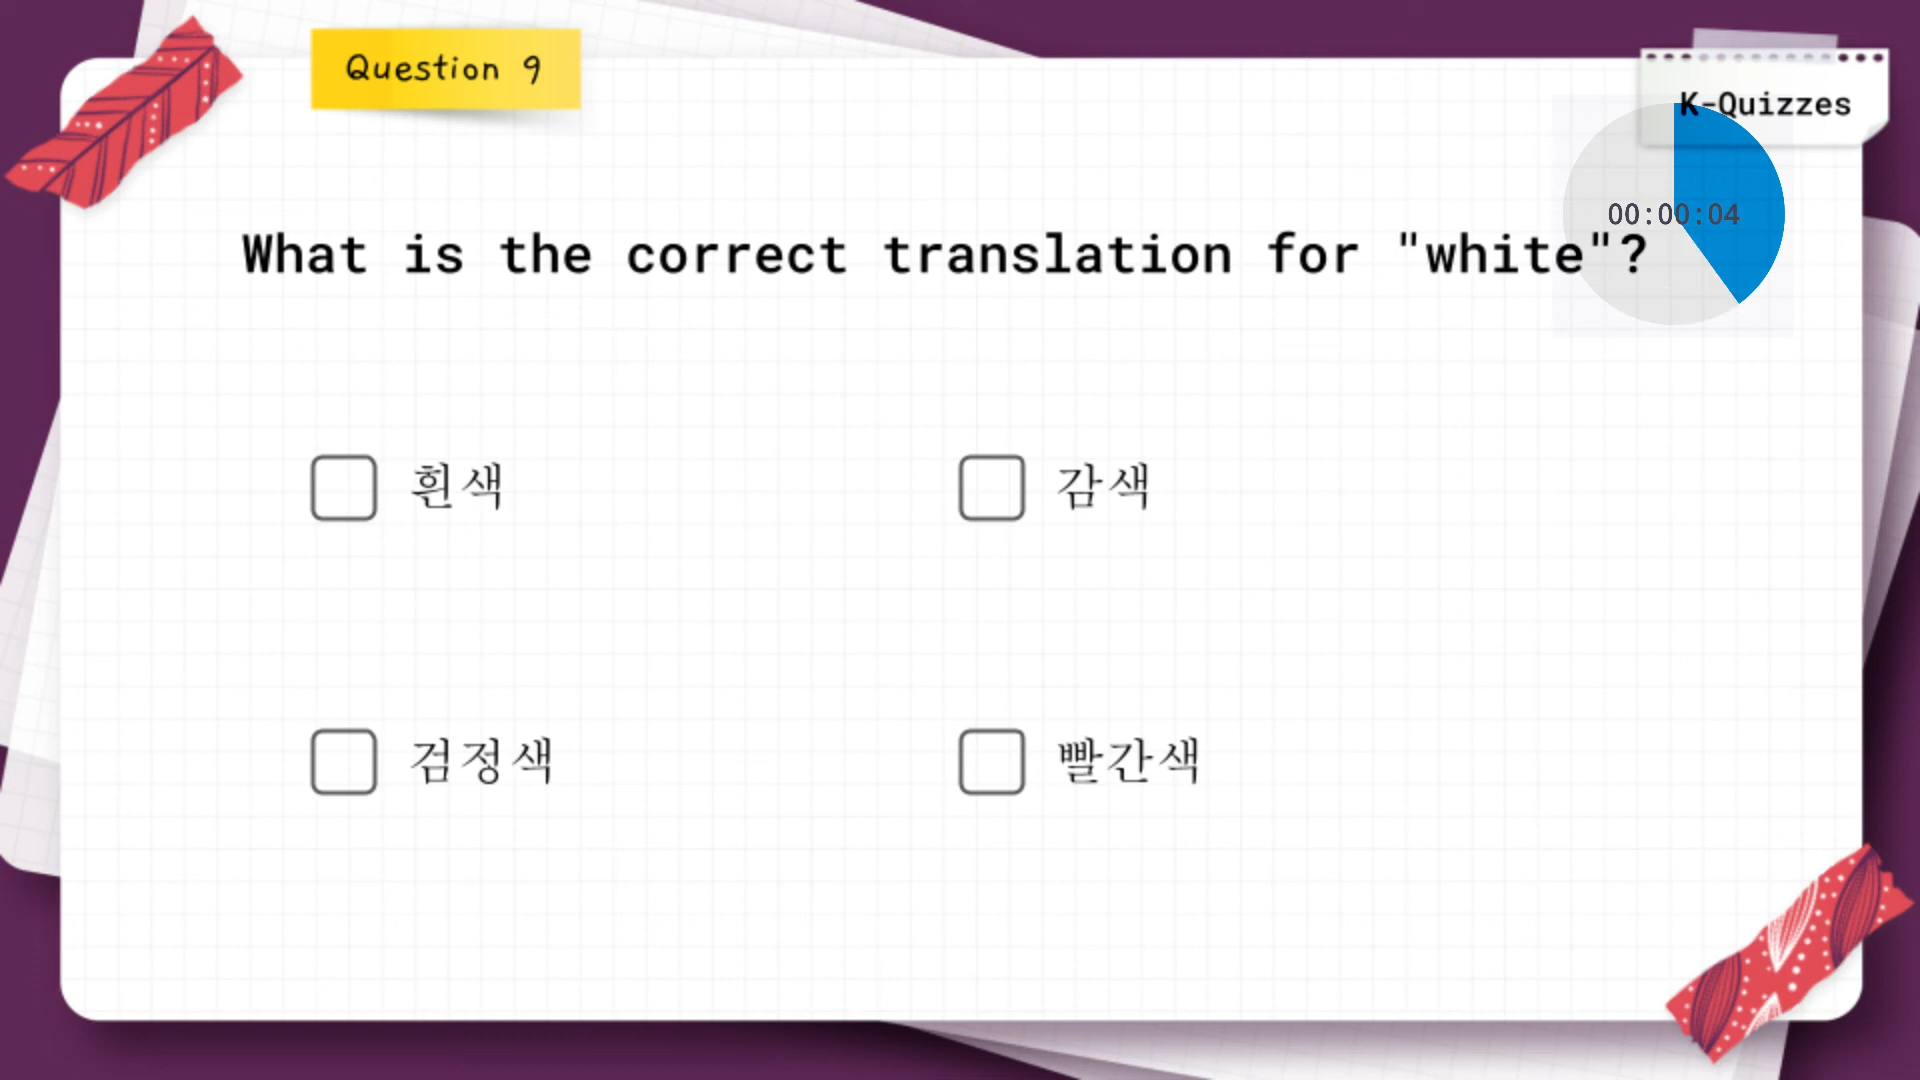 Question 9
K-Quizzes
00:00:04
What is the correct translation for "white"?
흰색
감색
검정색
빨간색